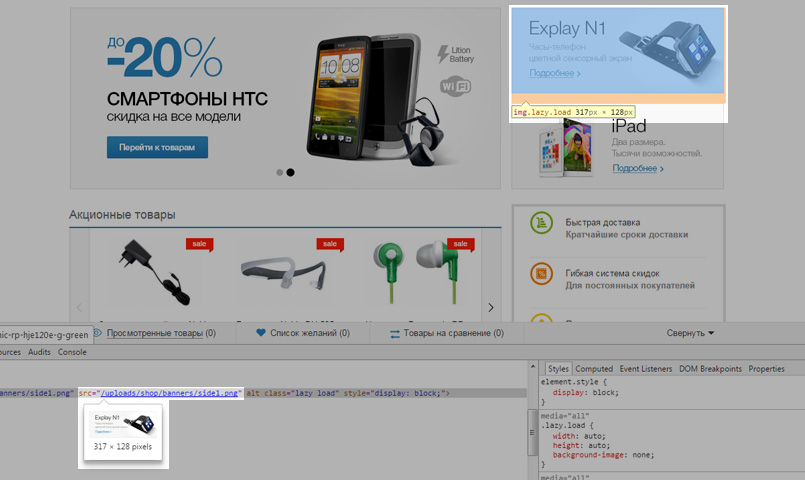 до
-20%
СМАРТФОНЫ HTC
скидка на все модели
Перейти к товарам
Lition
Battery
WiFi
Explay N1
Часы-телефон
цветной сенсорный экран
Подробнее >
img.lazy.load 317px × 128px
iPad
Два размера.
Тысячи возможностей.
Подробнее >
Акционные товары
sale
sale
sale
Быстрая доставка
Кратчайшие сроки доставки
Гибкая система скидок
Для постоянных покупателей
nic-rp-hje120e-g-green
Просмотренные товары (0)
Список желаний (0)
Товары на сравнение (0)
Свернуть
ources Audits Console
anners/side1.png" src="/uploads/shop/banners/side1.png" alt class="lazy load" style="display: block;">
Explay N1
317 × 128 pixels
Styles Computed Event Listeners DOM Breakpoints Properties
element.style {
display: block;
}
media="all"
.lazy.load {
width: auto;
height: auto;
background-image: none;
}
media="all"